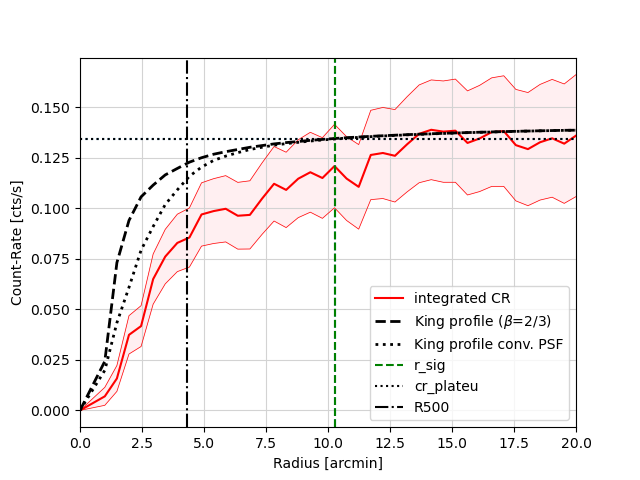 0.150
0.125
0.100
0.075
0.050
0.025
0.000
Count-Rate [cts/s]
integrated CR
King profile (β=2/3)
King profile conv. PSF
r_sig
cr_plateu
R500
0.0 2.5 5.0 7.5 10.0 12.5 15.0 17.5 20.0
Radius [arcmin]